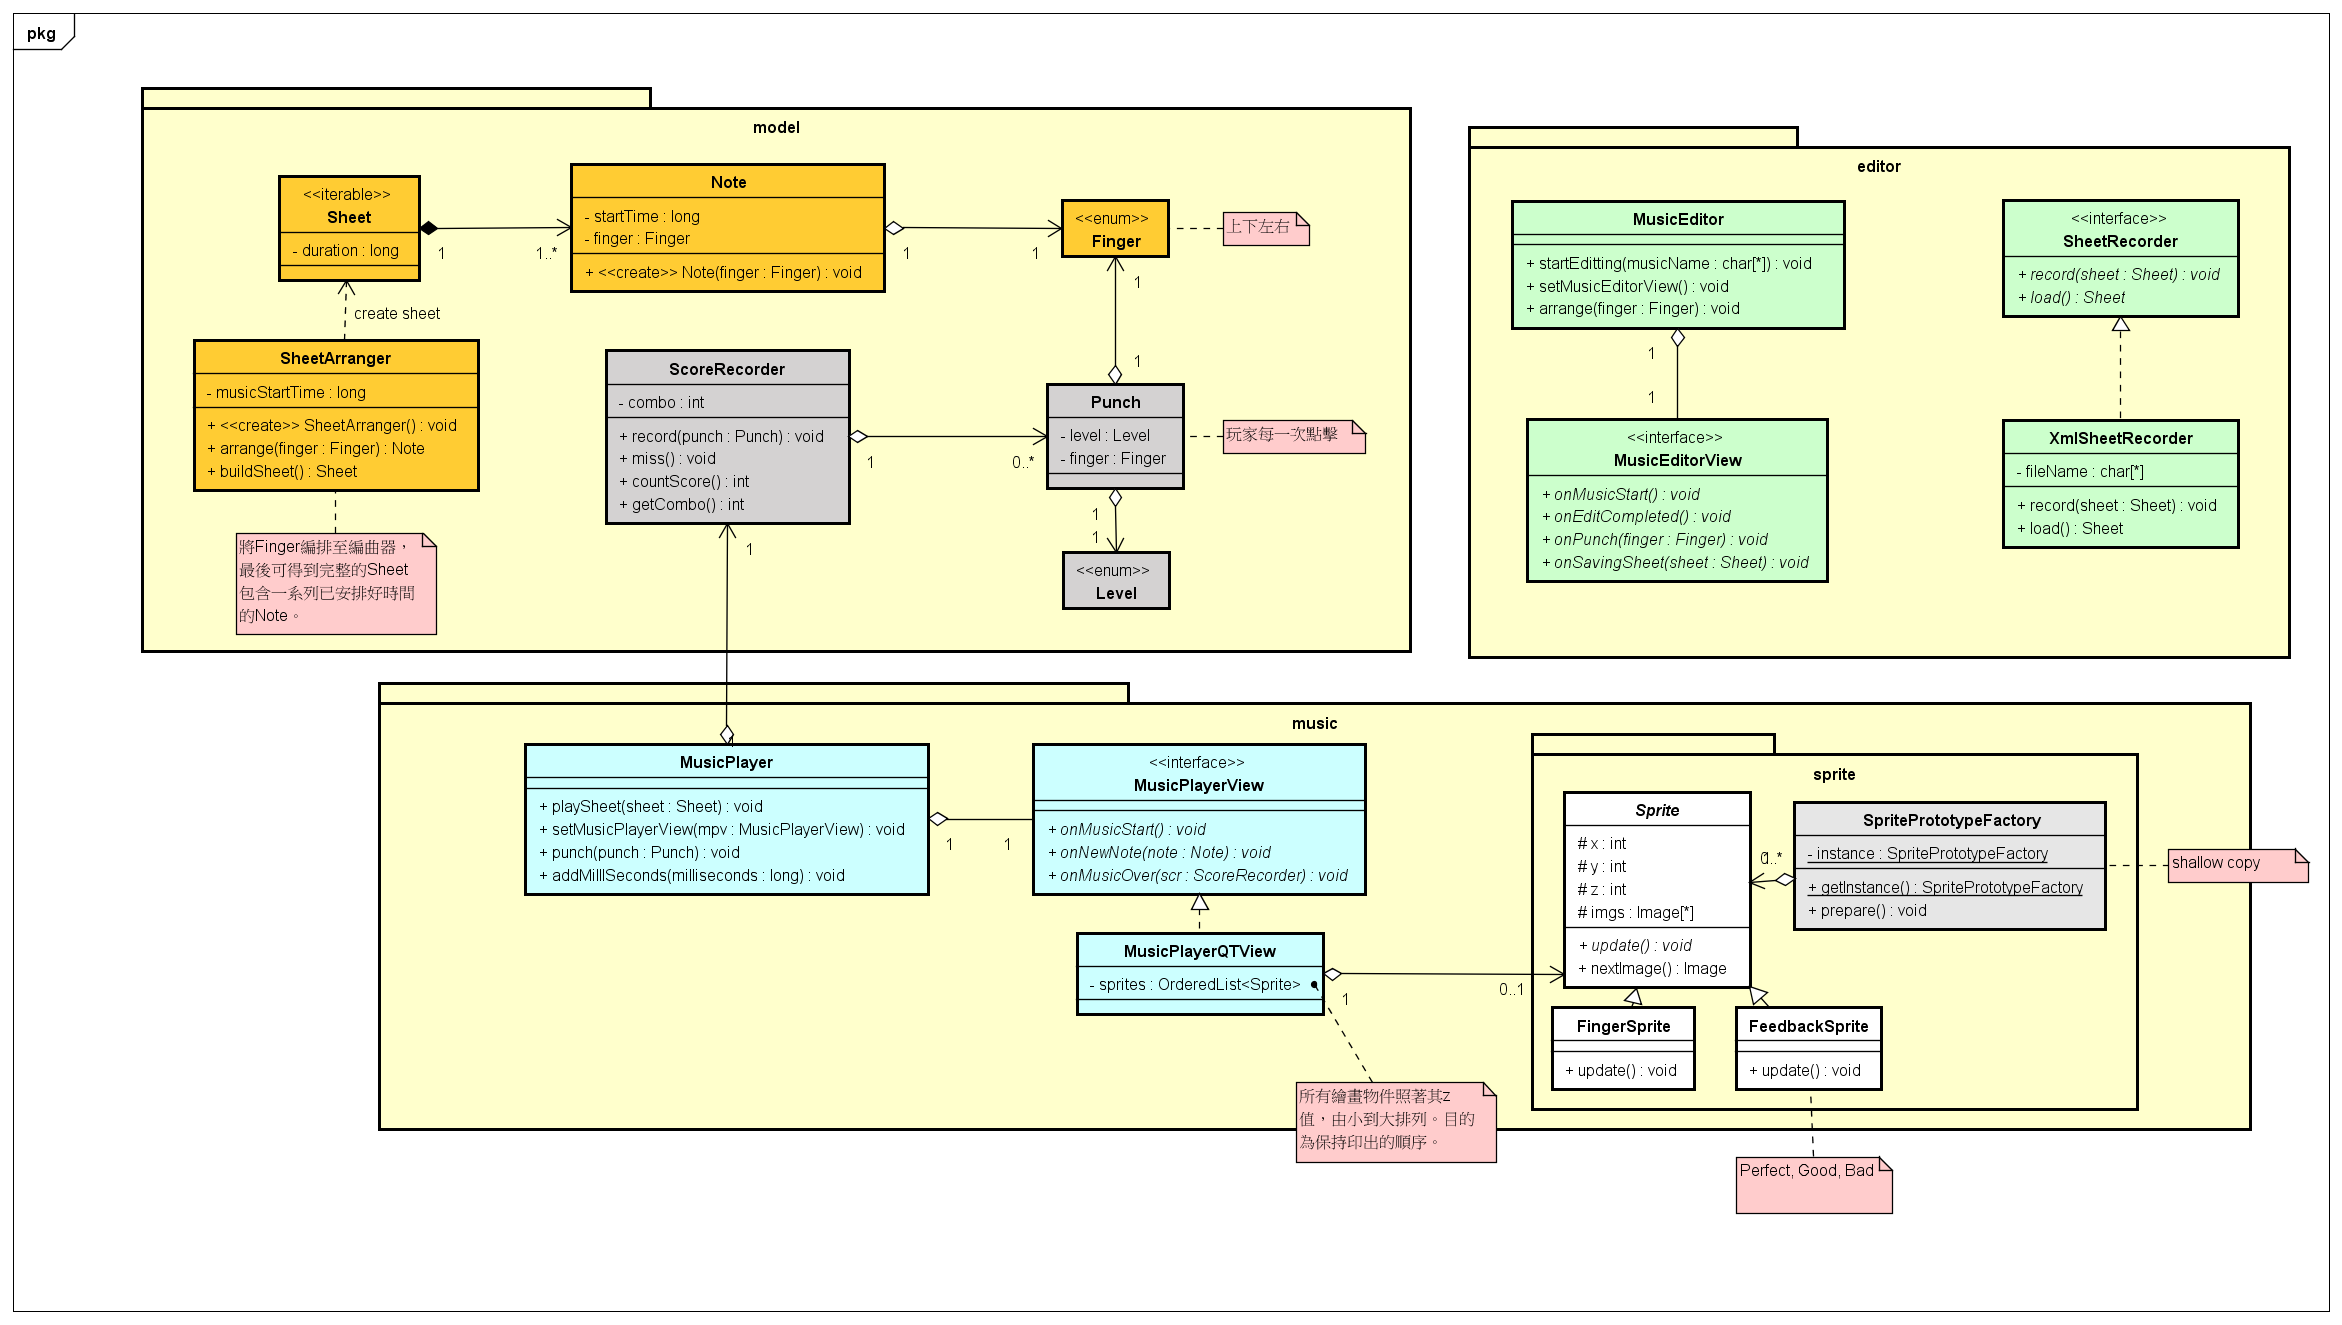 pkg
model
<<iterable>>
Sheet
- duration : long
1
1..*
Note
- startTime : long
- finger : Finger
+ <<create>> Note(finger : Finger) : void
1
1
<<enum>>
Finger
上下左右
create sheet
SheetArranger
- musicStartTime : long
+ <<create>> SheetArranger() : void
+ arrange(finger : Finger) : Note
+ buildSheet() : Sheet
將Finger編排至編曲器，
最後可得到完整的Sheet
包含一系列已安排好時間
的Note。
ScoreRecorder
- combo : int
+ record(punch : Punch) : void
+ miss() : void
+ countScore() : int
+ getCombo() : int
1
0..*
1
1
1
Punch
- level : Level
- finger : Finger
玩家每一次點擊
1
1
<<enum>>
Level
editor
MusicEditor
+ startEditting(musicName : char[*]) : void
+ setMusicEditorView() : void
+ arrange(finger : Finger) : void
1
1
<<interface>>
MusicEditorView
+ onMusicStart() : void
+ onEditCompleted() : void
+ onPunch(finger : Finger) : void
+ onSavingSheet(sheet : Sheet) : void
<<interface>>
SheetRecorder
+ record(sheet : Sheet) : void
+ load() : Sheet
XmlSheetRecorder
- fileName : char[*]
+ record(sheet : Sheet) : void
+ load() : Sheet
music
1
MusicPlayer
+ playSheet(sheet : Sheet) : void
+ setMusicPlayerView(mpv : MusicPlayerView) : void
+ punch(punch : Punch) : void
+ addMilllSeconds(milliseconds : long) : void
1
1
<<interface>>
MusicPlayerView
+ onMusicStart() : void
+ onNewNote(note : Note) : void
+ onMusicOver(scr : ScoreRecorder) : void
MusicPlayerQTView
- sprites : OrderedList<Sprite>
1
0..1
所有繪畫物件照著其z
值，由小到大排列。目的
為保持印出的順序。
sprite
Sprite
# x : int
# y : int
# z : int
# imgs : Image[*]
+ update() : void
+ nextImage() : Image
SpritePrototypeFactory
- instance : SpritePrototypeFactory
+ getInstance() : SpritePrototypeFactory
+ prepare() : void
shallow copy
FingerSprite
+ update() : void
FeedbackSprite
+ update() : void
Perfect, Good, Bad